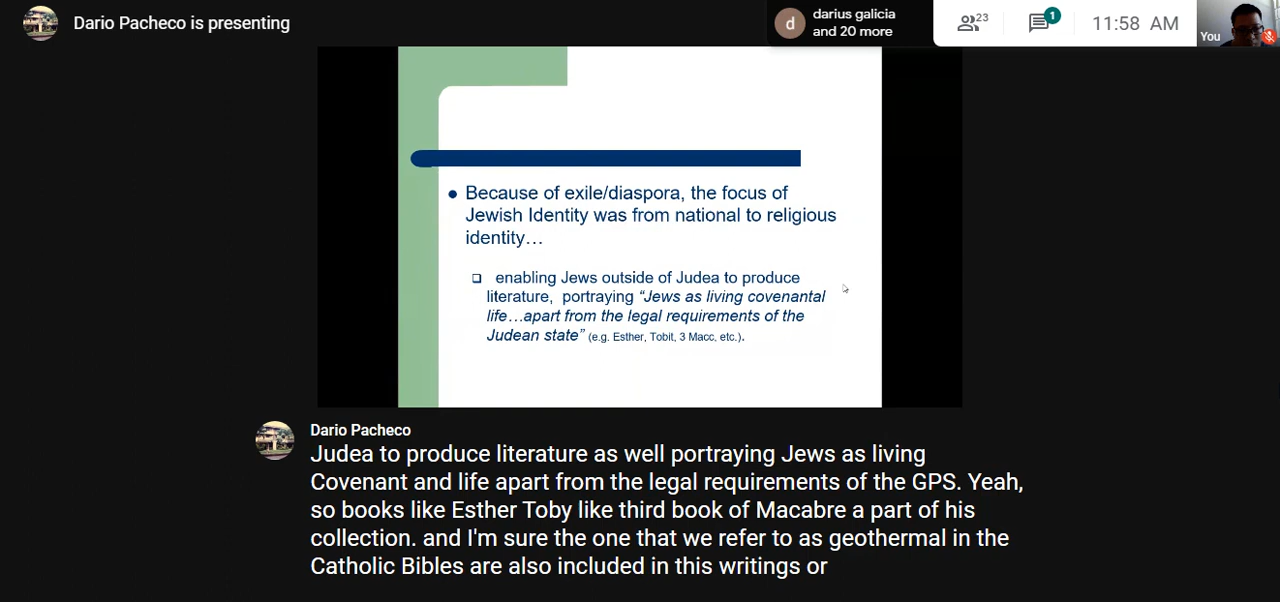 Dario Pacheco is presenting
d
darius galicia
and 20 more
23
1
11:58 AM
You
Because of exile/diaspora, the focus of
Jewish Identity was from national to religious
identity…
enabling Jews outside of Judea to produce
literature, portraying “Jews as living covenantal
life…apart from the legal requirements of the
Judean state” (e.g. Esther, Tobit, 3 Macc, etc.).
Dario Pacheco
Judea to produce literature as well portraying Jews as living
Covenant and life apart from the legal requirements of the GPS. Yeah,
so books like Esther Toby like third book of Macabre a part of his
collection. and I'm sure the one that we refer to as geothermal in the
Catholic Bibles are also included in this writings or